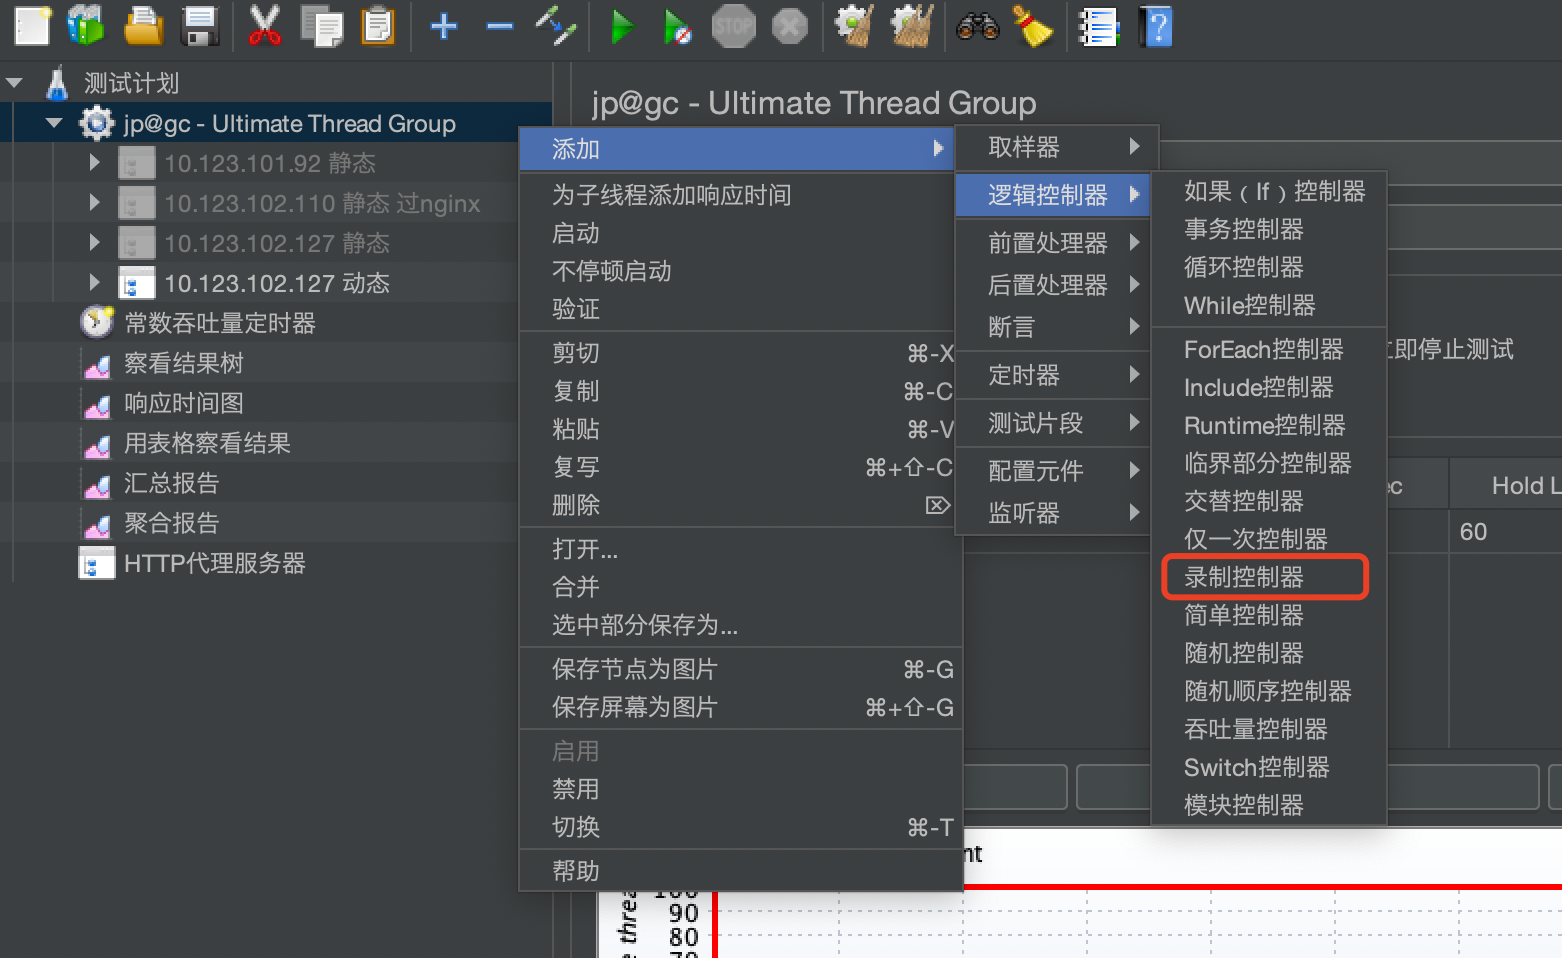 STOP
测试计划
jp@gc - Ultimate Thread Group
10.123.101.92 静态
10.123.102.110 静态 过nginx
10.123.102.127 静态
10.123.102.127 动态
常数吞吐量定时器
察看结果树
响应时间图
用表格察看结果
汇总报告
聚合报告
HTTP代理服务器
jp@gc - Ultimate Thread Group
添加
为子线程添加响应时间
启动
不停顿启动
验证
剪切 ⌘-X
复制 ⌘-C
粘贴 ⌘-V
复写 ⌘+⇧-C
删除 ⌦
打开...
合并
选中部分保存为...
保存节点为图片 ⌘-G
保存屏幕为图片 ⌘+⇧-G
启用
禁用
切换 ⌘-T
帮助
取样器
逻辑控制器
前置处理器
后置处理器
断言
定时器
测试片段
配置元件
监听器
如果（If）控制器
事务控制器
循环控制器
While控制器
ForEach控制器
Include控制器
Runtime控制器
临界部分控制器
交替控制器
仅一次控制器
录制控制器
简单控制器
随机控制器
随机顺序控制器
吞吐量控制器
Switch控制器
模块控制器
即停止测试
ec
Hold L
60
nt
100
90
80
threa